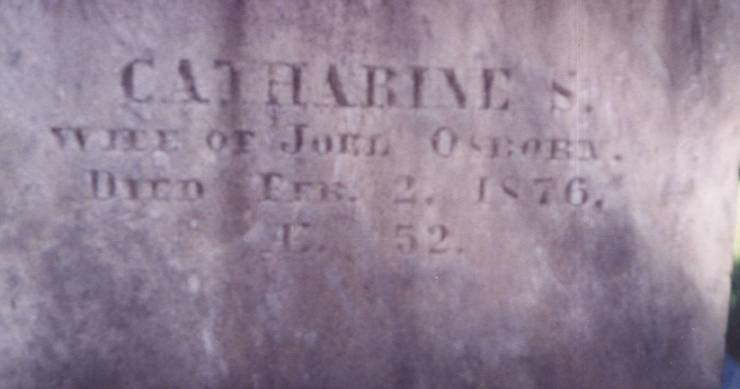 CATHARINE S.
WIFE OF JOEL OSBORN.
DIED FEB. 2, 1876.
Æ. 52.